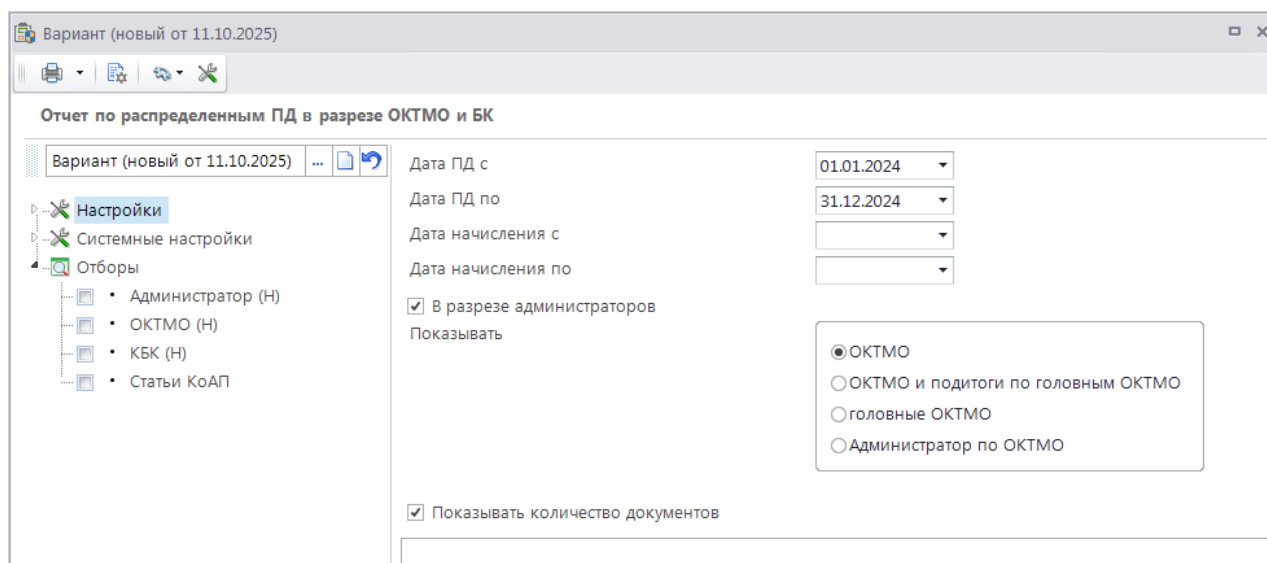 Вариант (новый от 11.10.2025)
Отчет по распределенным ПД в разрезе ОКТМО и БК
Вариант (новый от 11.10.2025) ...
Настройки
Системные настройки
Отборы
Администратор (Н)
ОКТМО (Н)
КБК (Н)
Статьи КоАП
Дата ПД с 01.01.2024
Дата ПД по 31.12.2024
Дата начисления с
Дата начисления по
В разрезе администраторов
Показывать
ОКТМО
ОКТМО и подитоги по головным ОКТМО
головные ОКТМО
Администратор по ОКТМО
Показывать количество документов